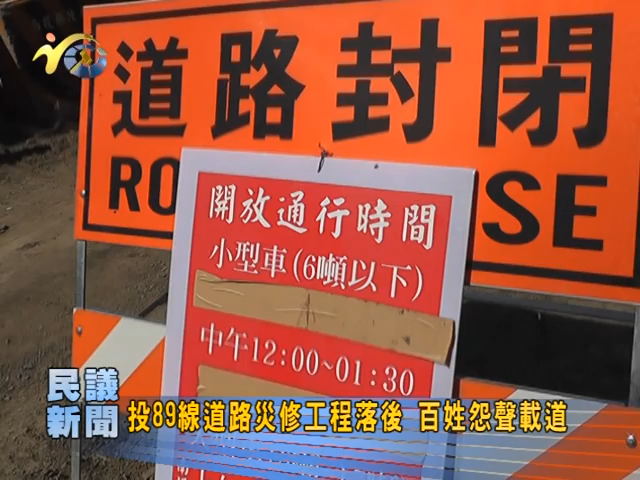 道路封閉
RO
SE
開放通行時間
小型車(6噸以下)
中午12:00~01:30
民議
新聞
投89線道路災修工程落後 百姓怨聲載道